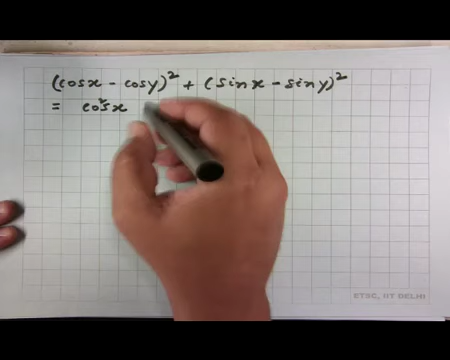 (cosx - cosy)² + (sinx - siny)²
= cos²x
ETSC, IIT DELHI